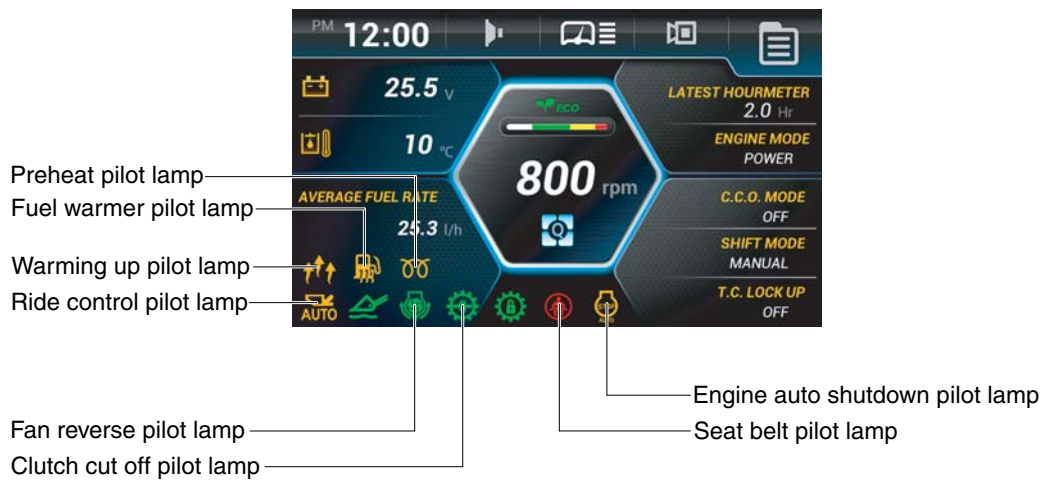 PM 12:00
25.5 V
10 °C
AVERAGE FUEL RATE
25.3 l/h
AUTO
ECO
800 rpm
Q
STOP
AUTO
LATEST HOURMETER
2.0 Hr
ENGINE MODE
POWER
C.C.O. MODE
OFF
SHIFT MODE
MANUAL
T.C. LOCK UP
OFF
Preheat pilot lamp
Fuel warmer pilot lamp
Warming up pilot lamp
Ride control pilot lamp
Fan reverse pilot lamp
Clutch cut off pilot lamp
Engine auto shutdown pilot lamp
Seat belt pilot lamp